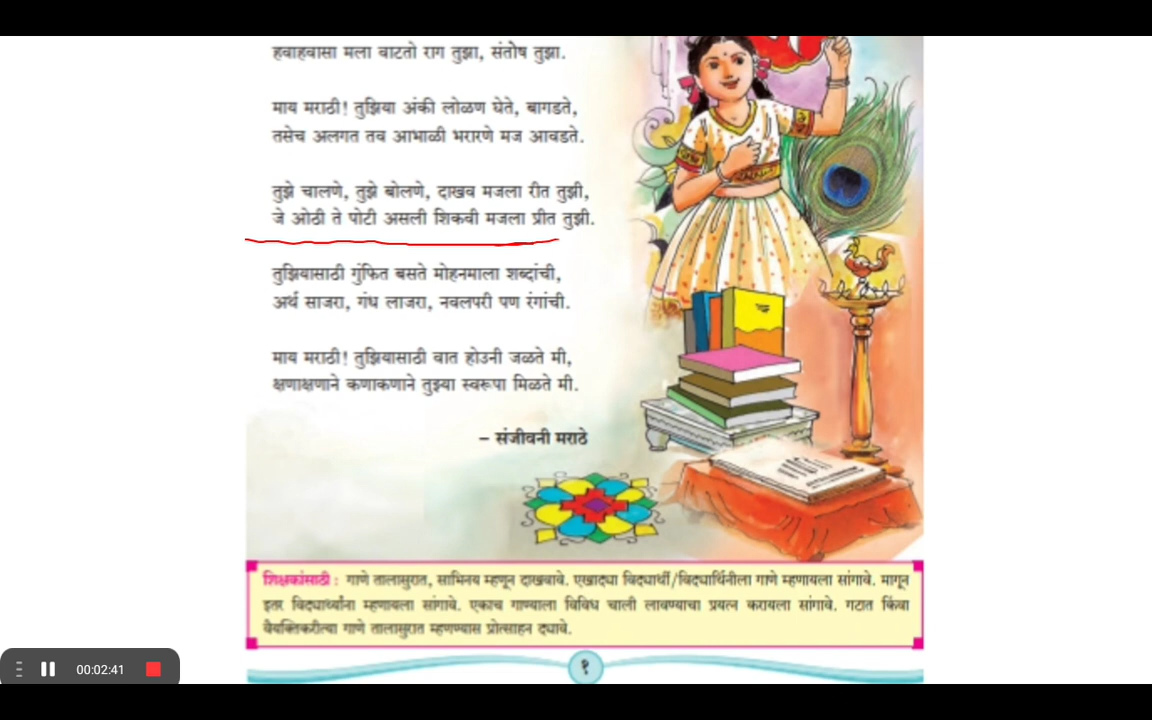 हवाहवासा मला वाटतो राग तुझा, संतोष तुझा.
माय मराठी! तुझिया अंकी लोळण घेते, बागडते,
तसेच अलगत तव आभाळी भरारणे मज आवडते.
तुझे चालणे, तुझे बोलणे, दाखव मजला रीत तुझी,
जे ओठी ते पोटी असली शिकवी मजला प्रीत तुझी.
तुझियासाठी गुंफित बसते मोहनमाला शब्दांची,
अर्थ साजरा, गंध लाजरा, नवलपरी पण रंगांची.
माय मराठी! तुझियासाठी वात होउनी जळते मी,
क्षणाक्षणाने कणाकणाने तुझ्या स्वरूपा मिळते मी.
– संजीवनी मराठे
शिक्षकांसाठी : गाणे तालासुरात, साभिनय म्हणून दाखवावे. एखाद्या विद्यार्थी/विद्यार्थिनीला गाणे म्हणायला सांगावे. मागून
इतर विद्यार्थ्यांना म्हणायला सांगावे. एकाच गाण्याला विविध चाली लावण्याचा प्रयत्न करायला सांगावे. गटात किंवा
वैयक्तिकरीत्या गाणे तालासुरात म्हणण्यास प्रोत्साहन द्यावे.
१
00:02:41